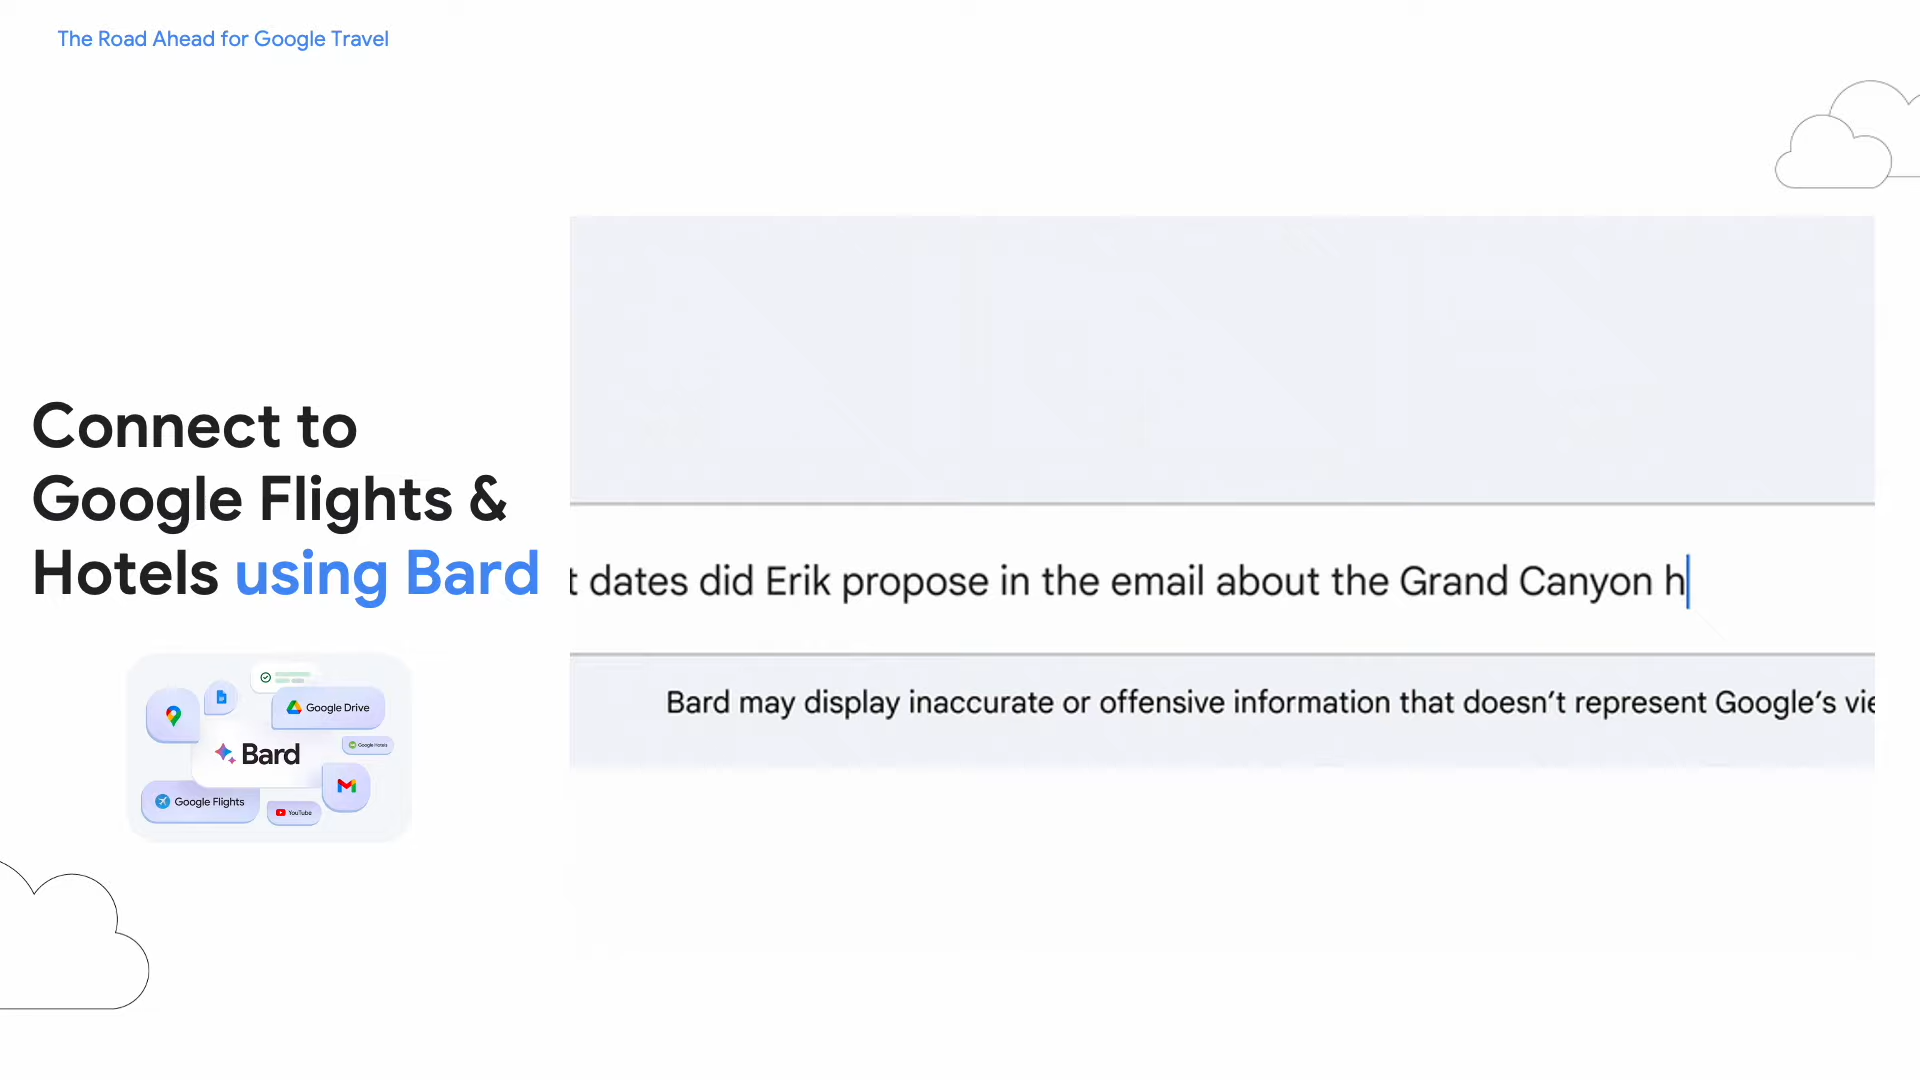 The Road Ahead for Google Travel
Connect to
Google Flights &
Hotels using Bard
t dates did Erik propose in the email about the Grand Canyon h
Bard may display inaccurate or offensive information that doesn’t represent Google’s vie
Google Drive
Bard
Google Hotels
Google Flights
YouTube